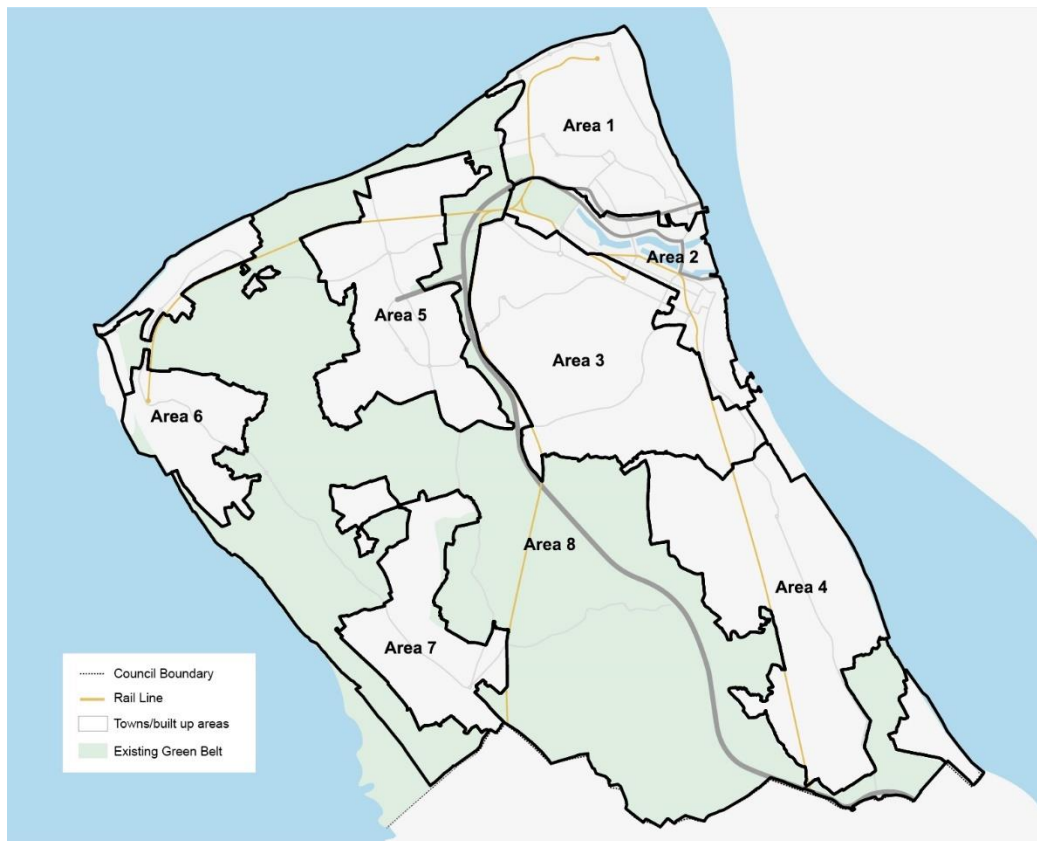 Area 1
Area 2
Area 3
Area 5
Area 6
Area 8
Area 4
Area 7
Council Boundary
Rail Line
Towns/built up areas
Existing Green Belt